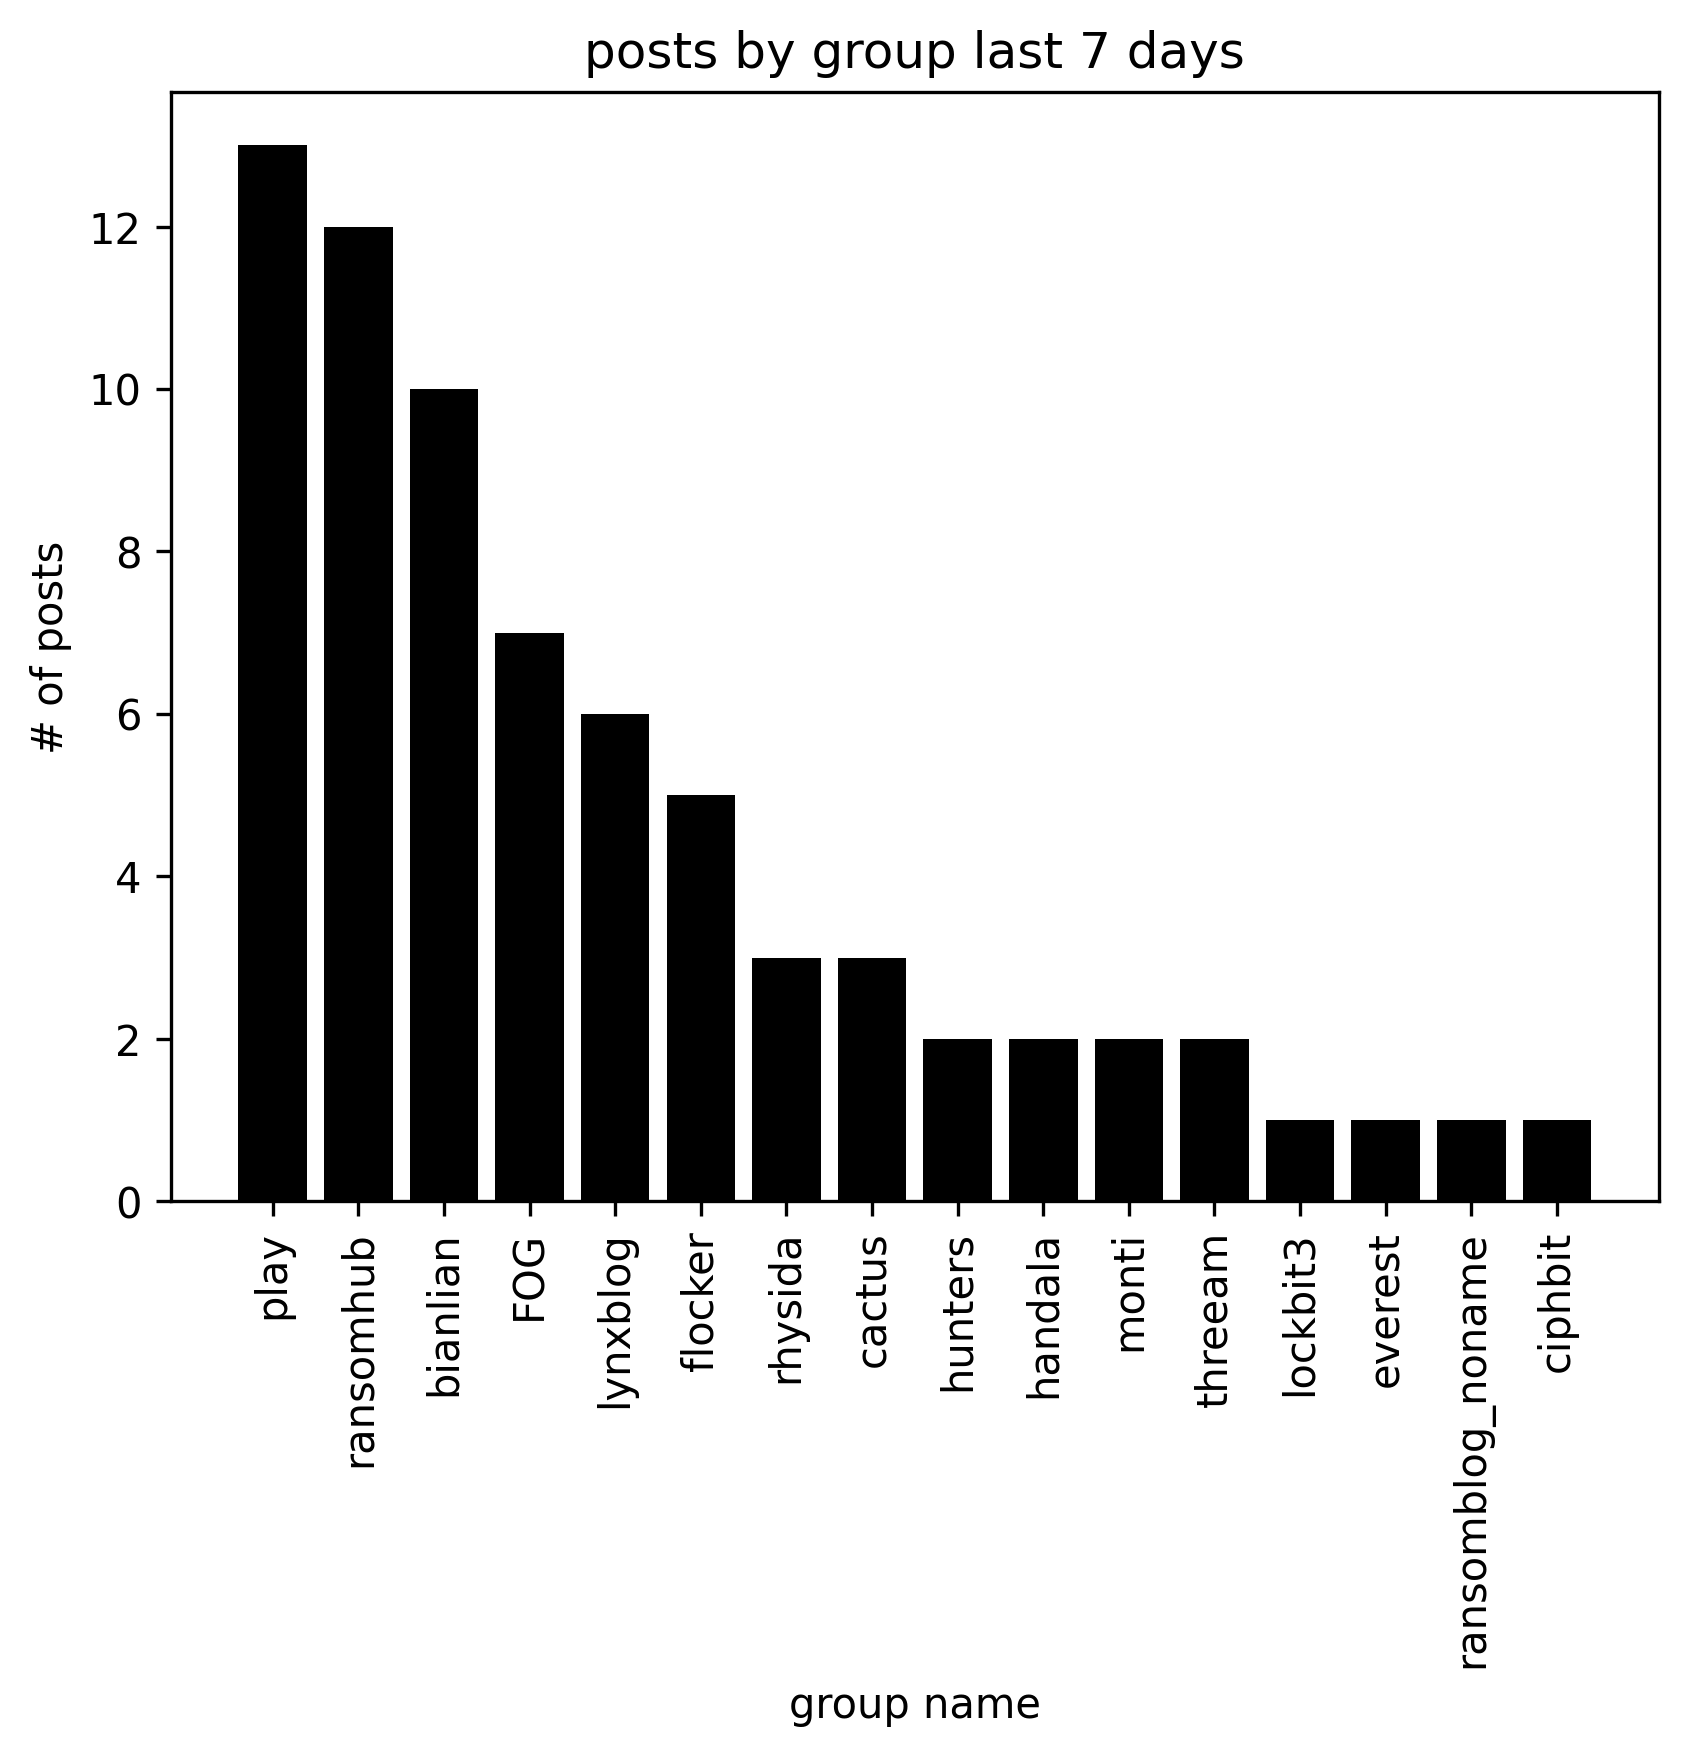 posts by group last 7 days
# of posts
12
10
8
6
4
2
0
play
ransomhub
bianlian
FOG
lynxblog
flocker
rhysida
cactus
hunters
handala
monti
threeam
lockbit3
everest
ransomblog_noname
ciphbit
group name